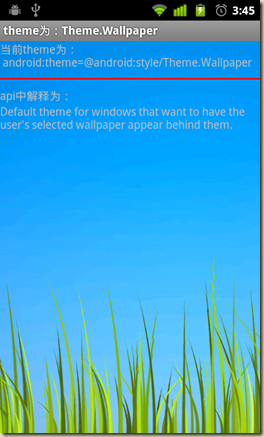 3:45
theme为：Theme.Wallpaper
当前theme为：
android:theme=@android:style/Theme.Wallpaper
api中解释为：
Default theme for windows that want to have the
user's selected wallpaper appear behind them.